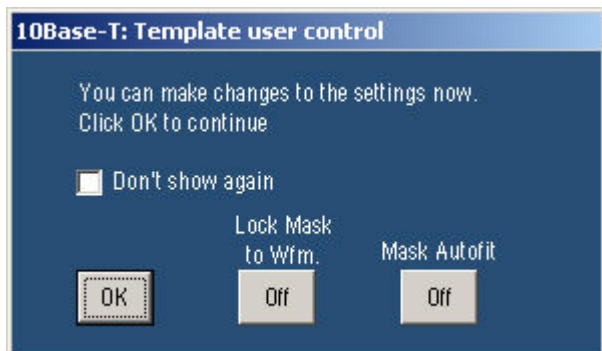 10Base-T: Template user control
You can make changes to the settings now.
Click OK to continue
Don't show again
Lock Mask
to Wfm.
Mask Autofit
OK
Off
Off